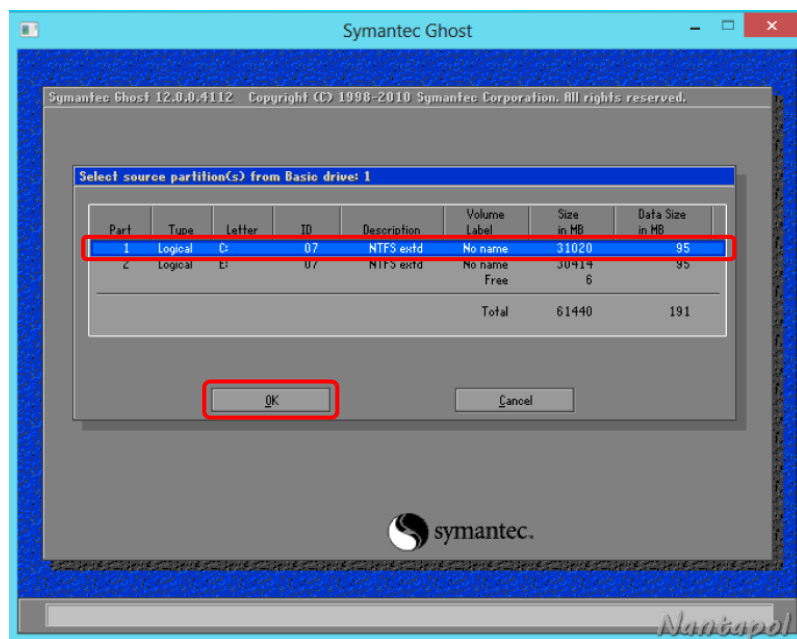 Symantec Ghost
Symantec Ghost 12.0.0.4112 Copyright (C) 1998-2010 Symantec Corporation. All rights reserved.
Select source partition(s) from Basic drive: 1
Volume Size Data Size
Part Type Letter ID Description Label in MB in MB
1 Logical C: 07 NTFS extd No name 31020 95
2 Logical E: 07 NTFS extd No name 30414 95
Free 6
Total 61440 191
OK Cancel
symantec.
Nantapol